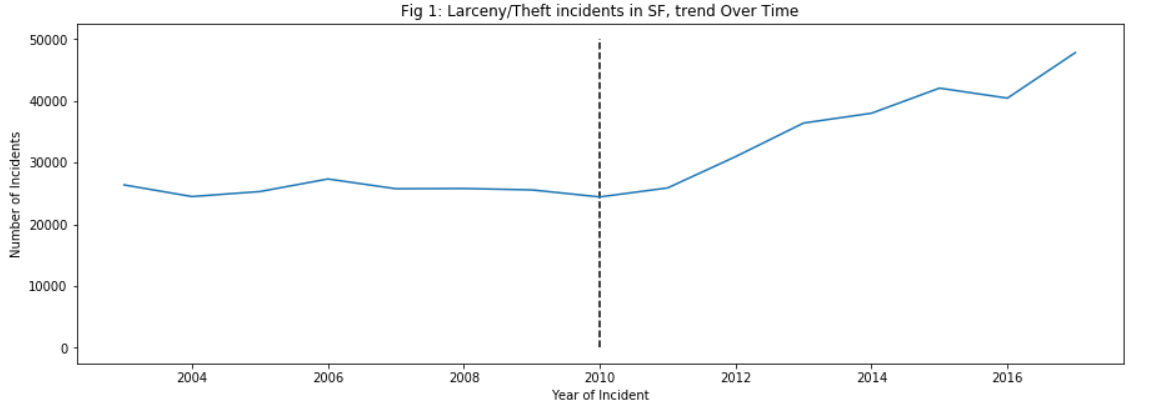 Fig 1: Larceny/Theft incidents in SF, trend Over Time
Number of Incidents
50000
40000
30000
20000
10000
0
2004 2006 2008 2010 2012 2014 2016
Year of Incident